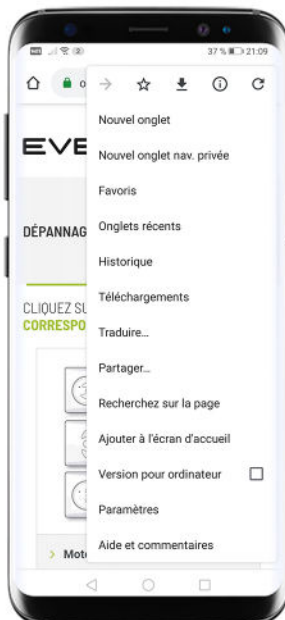 37 % 21:09
Nouvel onglet
EVE
Nouvel onglet nav. privée
Favoris
DÉPANNAG
Onglets récents
Historique
Téléchargements
CLIQUEZ SU
CORRESPO
Traduire...
Partager...
Recherchez sur la page
Ajouter à l'écran d'accueil
Version pour ordinateur
Paramètres
Aide et commentaires
> Mot